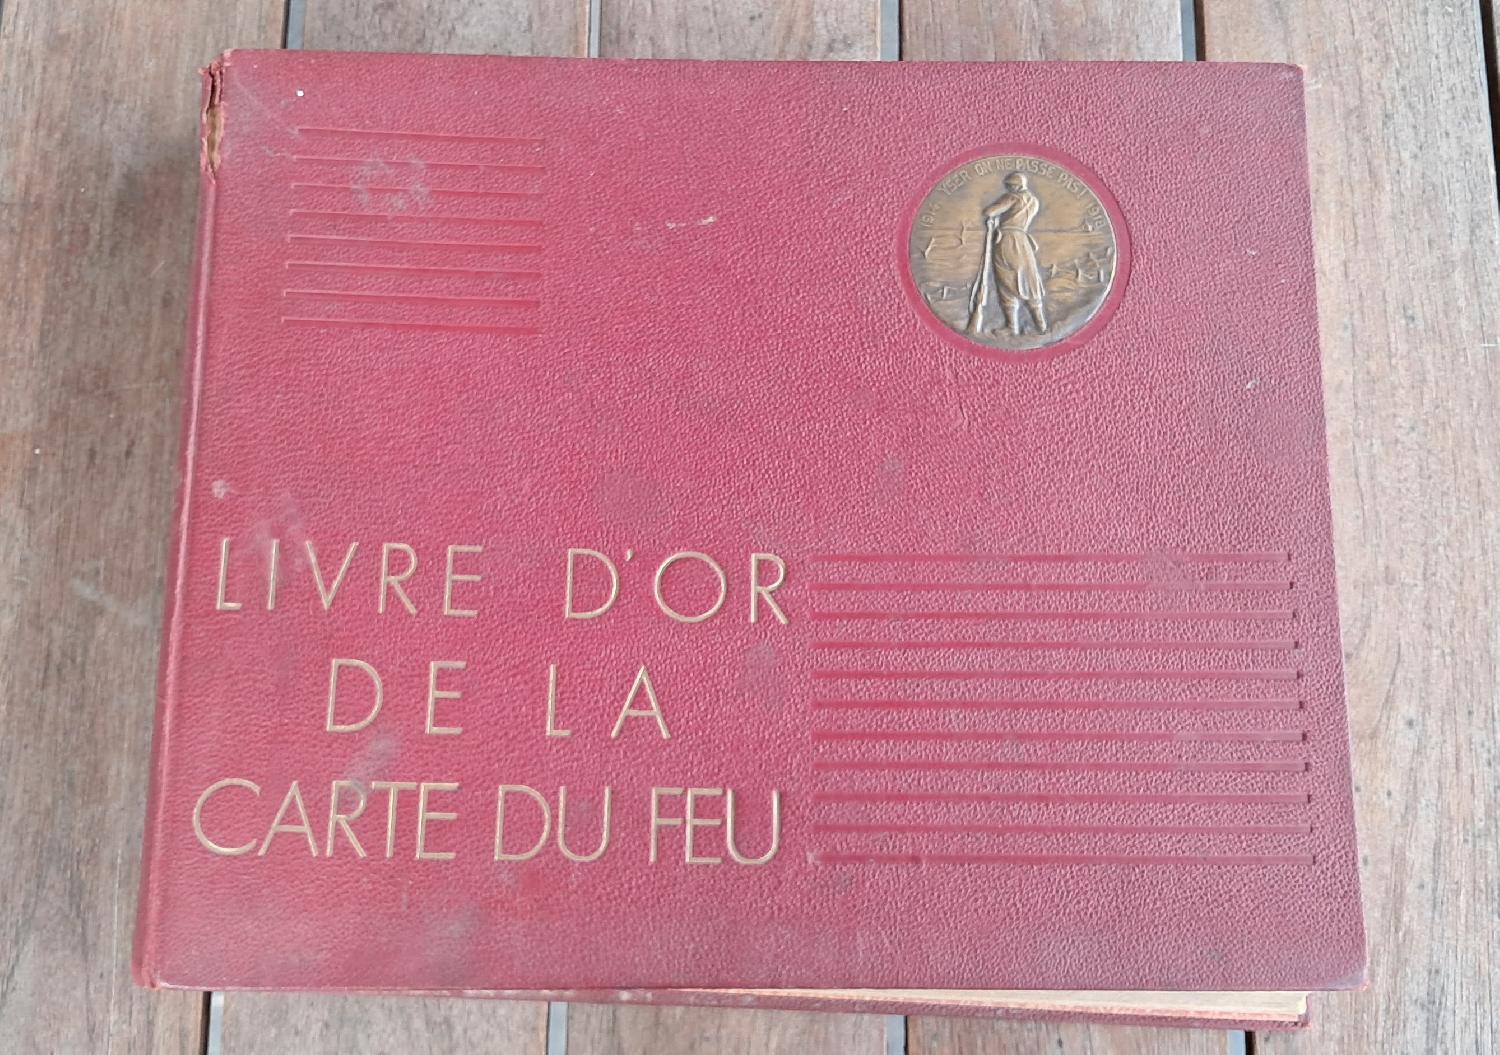 1914 YSER ON NE PASSE PAS! 1918
LIVRE D'OR
DE LA
CARTE DU FEU